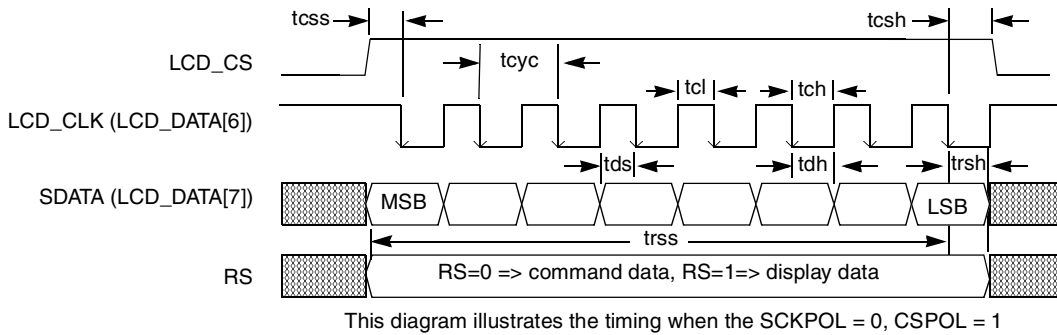 tcss
tcsh
LCD_CS
tcyc
tcl
tch
LCD_CLK (LCD_DATA[6])
tds
tdh
trsh
SDATA (LCD_DATA[7])
MSB
LSB
trss
RS
RS=0 => command data, RS=1=> display data
This diagram illustrates the timing when the SCKPOL = 0, CSPOL = 1